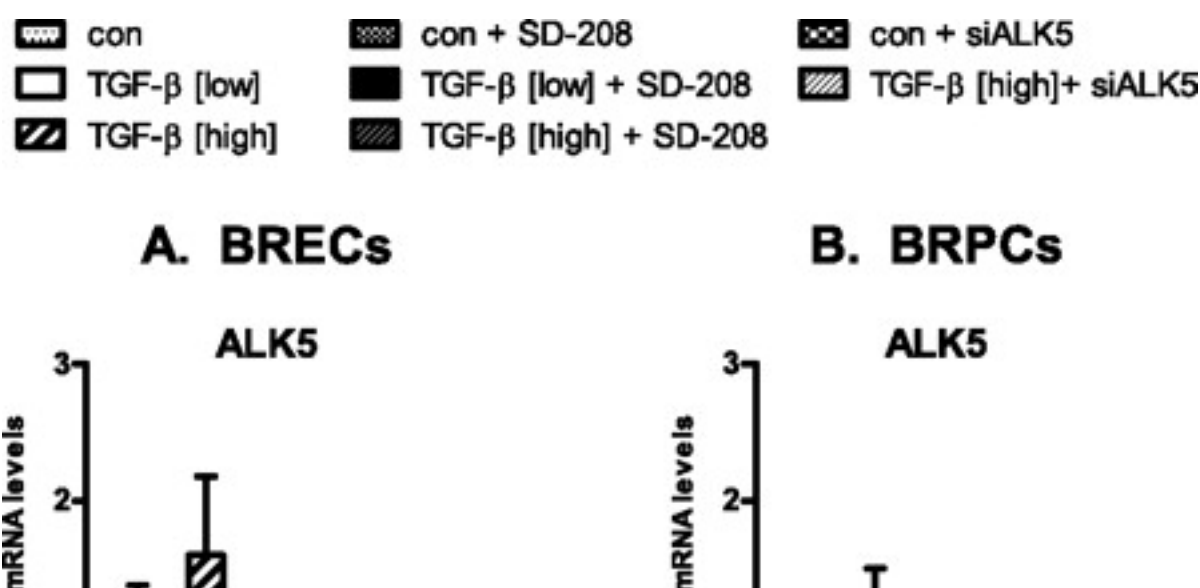 con con + SD-208 con + siALK5
TGF-β [low] TGF-β [low] + SD-208 TGF-β [high]+ siALK5
TGF-β [high] TGF-β [high] + SD-208
A. BRECs B. BRPCs
ALK5 ALK5
3 3
mRNA levels mRNA levels
2 2